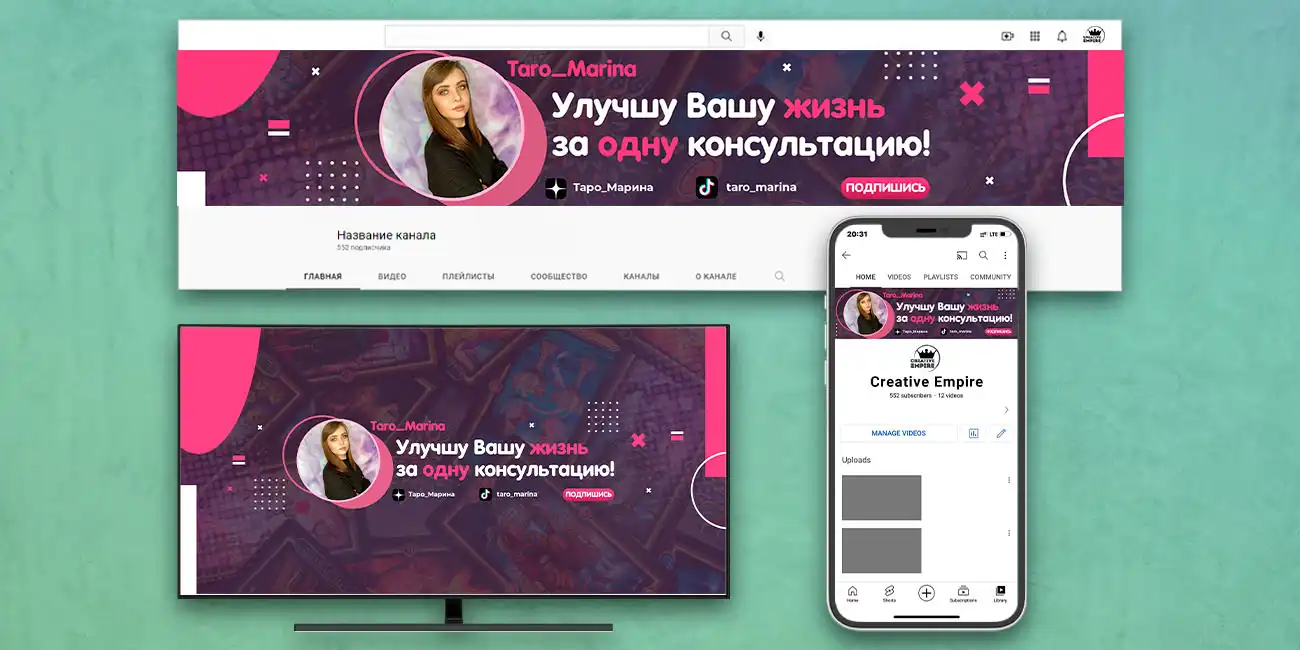 CREATIVE EMPIRE
Taro_Marina
Улучшу Вашу жизнь
за одну консультацию!
Таро_Марина
taro_marina
ПОДПИШИСЬ
Название канала
552 подписчика
ГЛАВНАЯ
ВИДЕО
ПЛЕЙЛИСТЫ
СООБЩЕСТВО
КАНАЛЫ
О КАНАЛЕ
Taro_Marina
Улучшу Вашу жизнь
за одну консультацию!
Таро_Марина
taro_marina
ПОДПИШИСЬ
20:31
LTE
HOME
VIDEOS
PLAYLISTS
COMMUNITY
Taro_Marina
Улучшу Вашу жизнь
за одну консультацию!
Таро_Марина
taro_marina
ПОДПИШИСЬ
CREATIVE
EMPIRE
Creative Empire
552 subscribers · 12 videos
MANAGE VIDEOS
Uploads
Home
Shorts
Subscriptions
Library